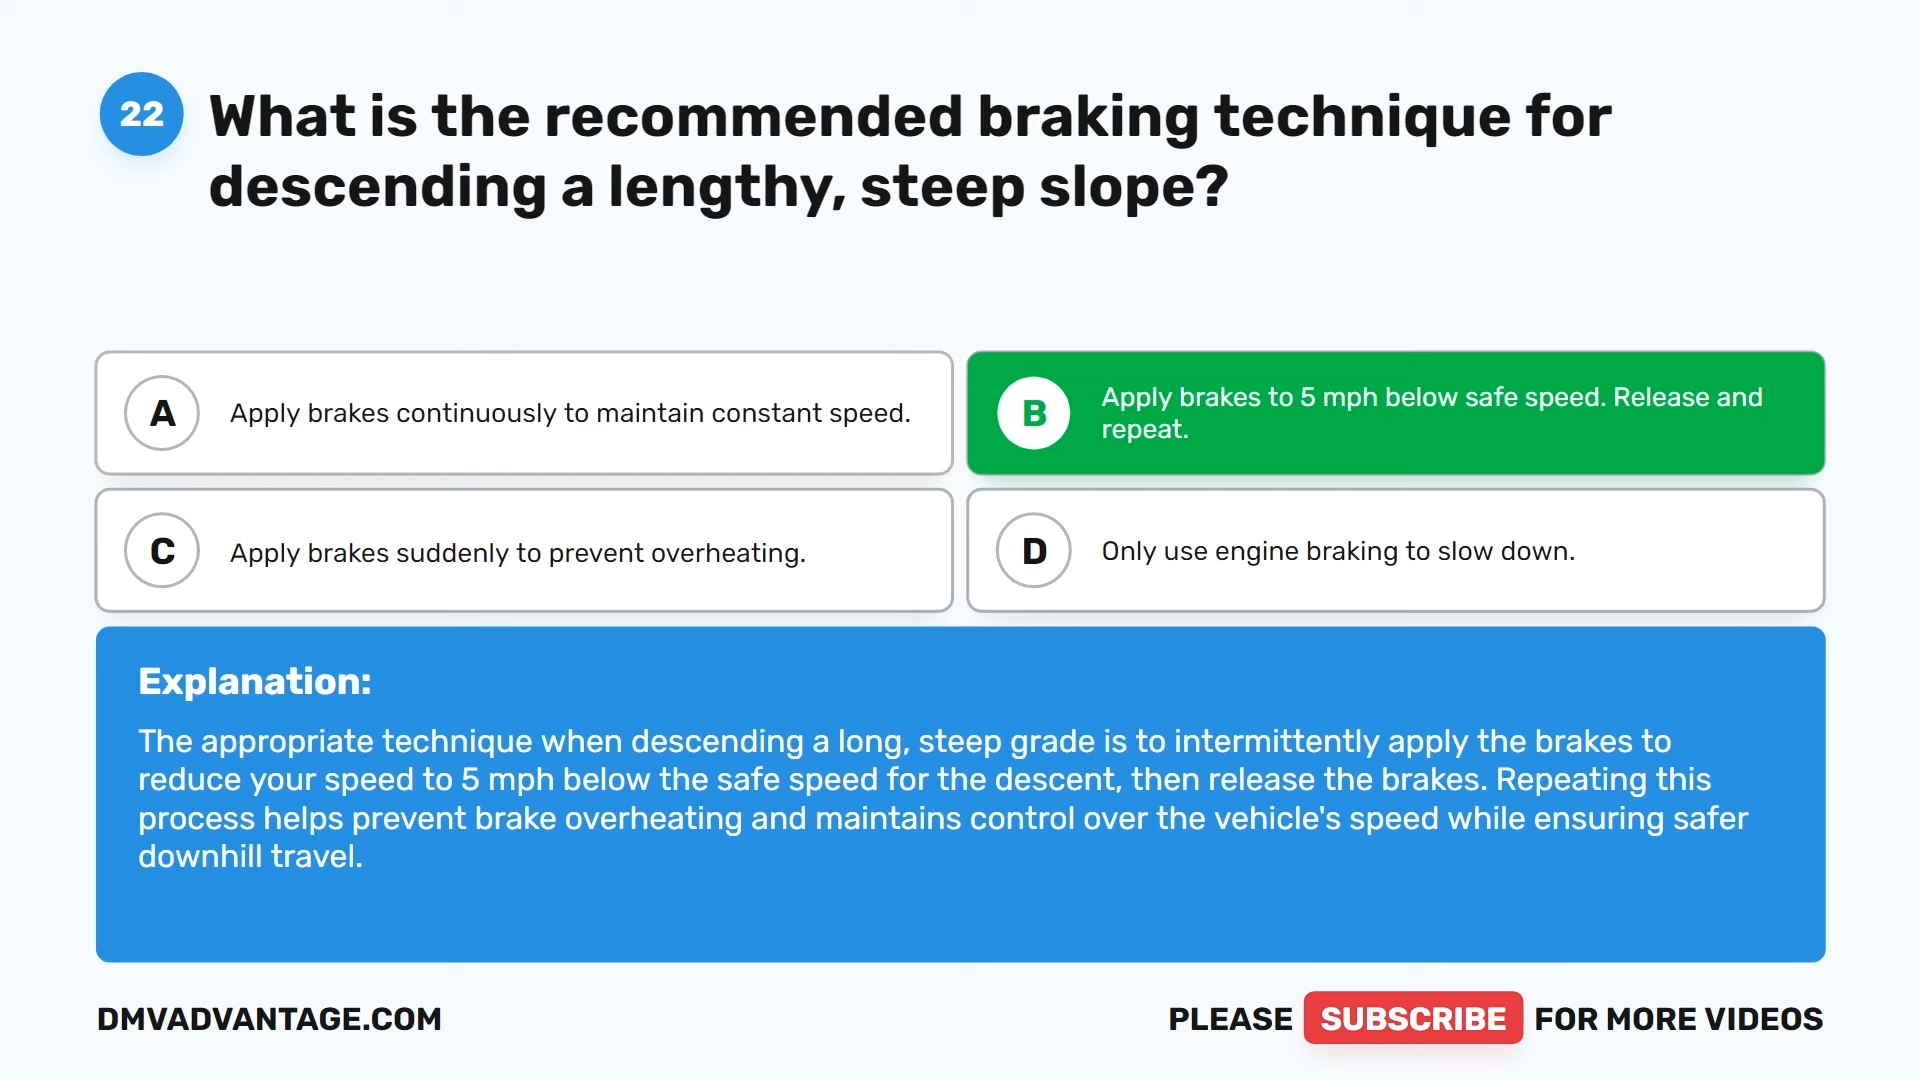 22
What is the recommended braking technique for
descending a lengthy, steep slope?
A
Apply brakes continuously to maintain constant speed.
B
Apply brakes to 5 mph below safe speed. Release and
repeat.
C
Apply brakes suddenly to prevent overheating.
D
Only use engine braking to slow down.
Explanation:
The appropriate technique when descending a long, steep grade is to intermittently apply the brakes to
reduce your speed to 5 mph below the safe speed for the descent, then release the brakes. Repeating this
process helps prevent brake overheating and maintains control over the vehicle's speed while ensuring safer
downhill travel.
DMVADVANTAGE.COM
PLEASE SUBSCRIBE FOR MORE VIDEOS